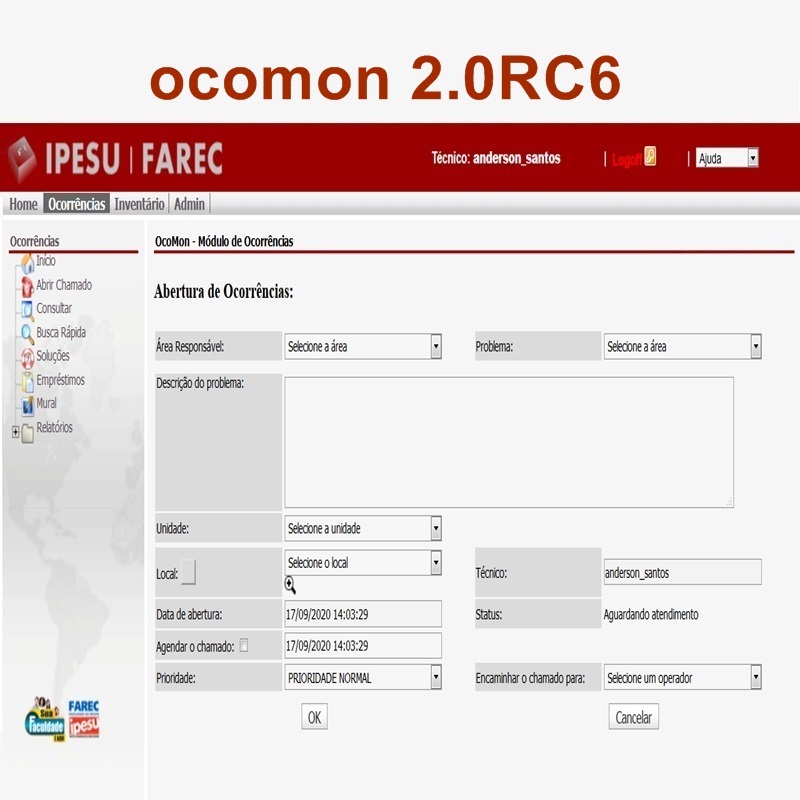 ocomon 2.0RC6
IPESU | FAREC
Técnico: anderson_santos | Logoff | Ajuda
Home Ocorrências Inventário Admin
Ocorrências
Início
Abrir Chamado
Consultar
Busca Rápida
Soluções
Empréstimos
Mural
Relatórios
OcoMon - Módulo de Ocorrências
Abertura de Ocorrências:
Área Responsável: Selecione a área Problema: Selecione a área
Descrição do problema:
Unidade: Selecione a unidade
Local: Selecione o local Técnico: anderson_santos
Data de abertura: 17/09/2020 14:03:29 Status: Aguardando atendimento
Agendar o chamado: 17/09/2020 14:03:29
Prioridade: PRIORIDADE NORMAL Encaminhar o chamado para: Selecione um operador
OK Cancelar
Sua
Faculdade
FAREC
ipesu